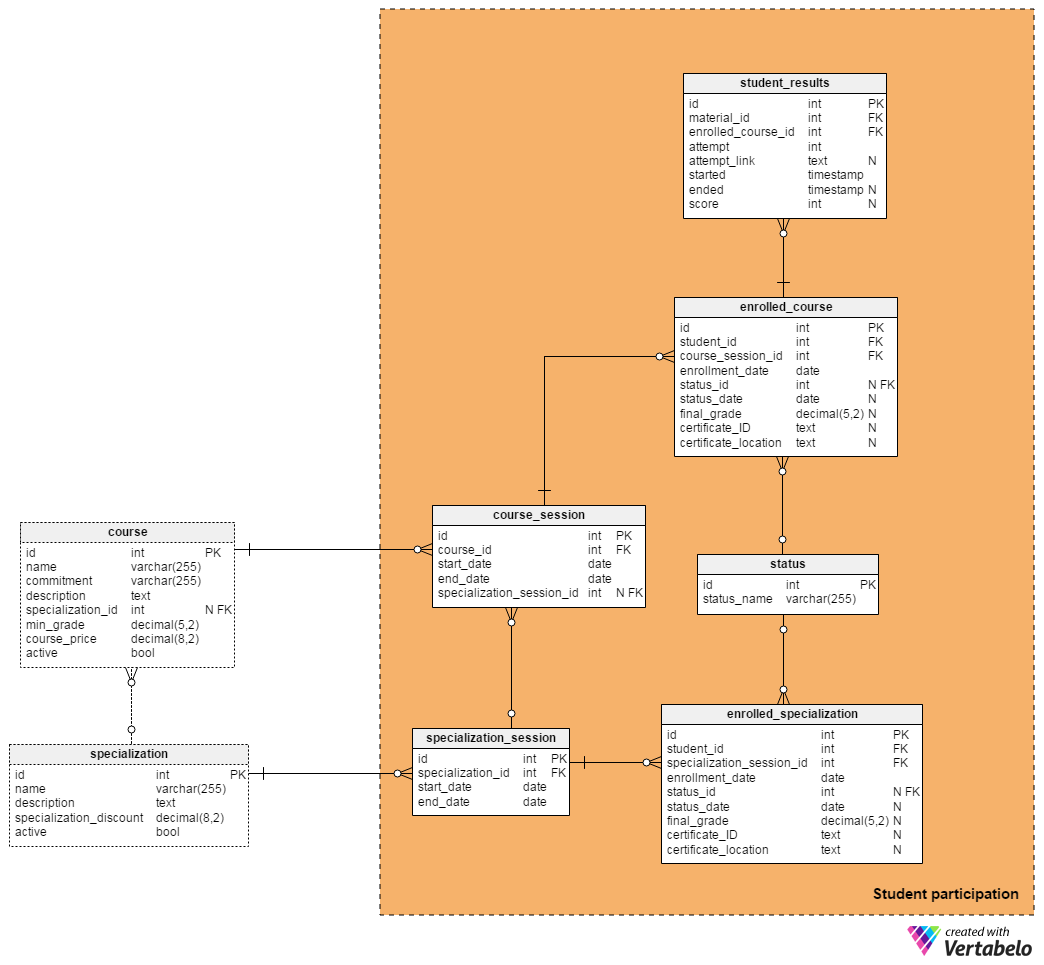 student_results
id int PK
material_id int FK
enrolled_course_id int FK
attempt int
attempt_link text N
started timestamp
ended timestamp N
score int N
enrolled_course
id int PK
student_id int FK
course_session_id int FK
enrollment_date date
status_id int N FK
status_date date N
final_grade decimal(5,2) N
certificate_ID text N
certificate_location text N
course_session
id int PK
course_id int FK
start_date date
end_date date
specialization_session_id int N FK
course
id int PK
name varchar(255)
commitment varchar(255)
description text
specialization_id int N FK
min_grade decimal(5,2)
course_price decimal(8,2)
active bool
status
id int PK
status_name varchar(255)
specialization
id int PK
name varchar(255)
description text
specialization_discount decimal(8,2)
active bool
specialization_session
id int PK
specialization_id int FK
start_date date
end_date date
enrolled_specialization
id int PK
student_id int FK
specialization_session_id int FK
enrollment_date date
status_id int N FK
status_date date N
final_grade decimal(5,2) N
certificate_ID text N
certificate_location text N
Student participation
created with
Vertabelo